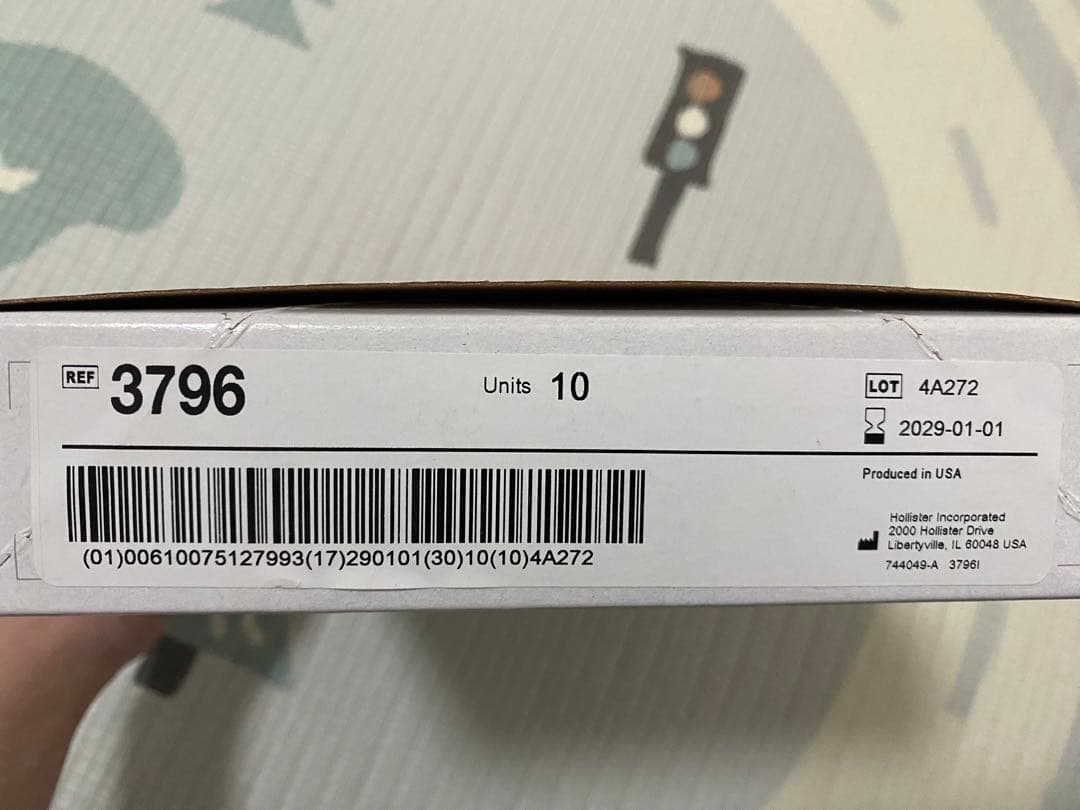 REF 3796
Units 10
LOT 4A272
2029-01-01
Produced in USA
(01)00610075127993(17)290101(30)10(10)4A272
Hollister Incorporated
2000 Hollister Drive
Libertyville, IL 60048 USA
744049-A 3796I